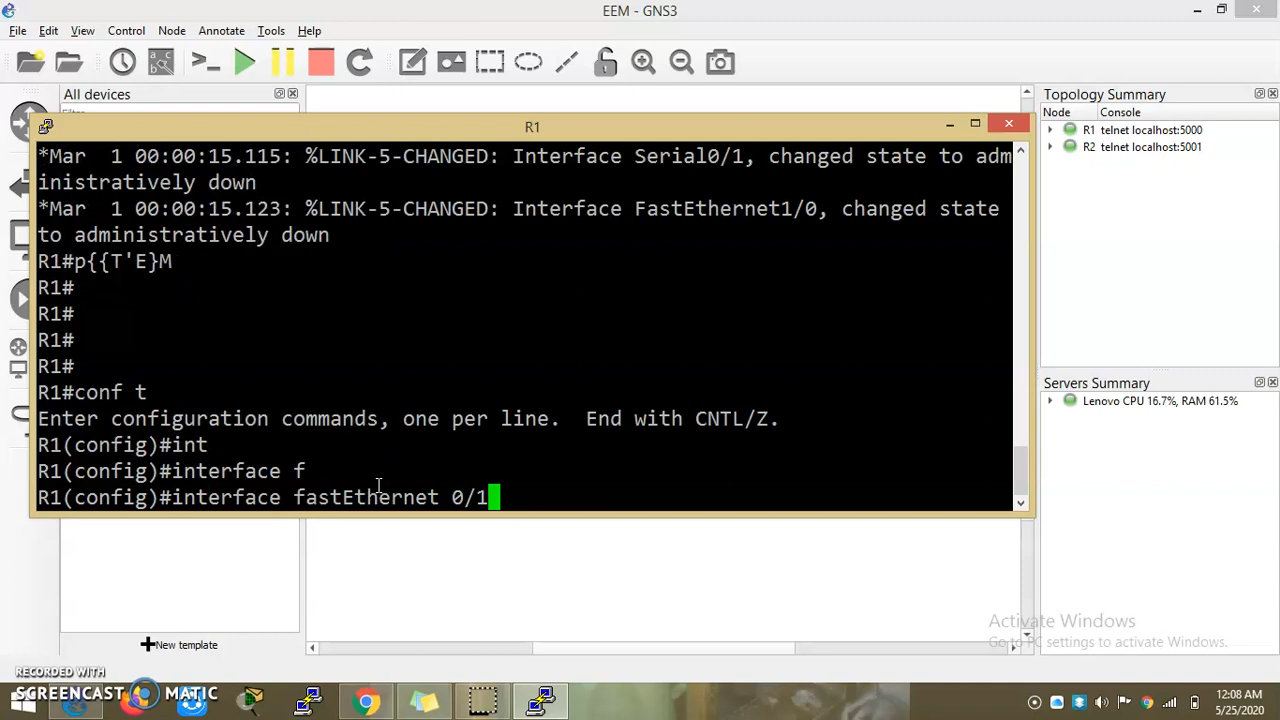 EEM - GNS3
File Edit View Control Node Annotate Tools Help
All devices
Topology Summary
Node Console
R1 telnet localhost:5000
R2 telnet localhost:5001
R1
*Mar  1 00:00:15.115: %LINK-5-CHANGED: Interface Serial0/1, changed state to adm
inistratively down
*Mar  1 00:00:15.123: %LINK-5-CHANGED: Interface FastEthernet1/0, changed state
to administratively down
R1#p{{T'E}M
R1#
R1#
R1#
R1#
R1#conf t
Enter configuration commands, one per line.  End with CNTL/Z.
R1(config)#int
R1(config)#interface f
R1(config)#interface fastEthernet 0/1
Servers Summary
Lenovo CPU 16.7%, RAM 61.5%
New template
Activate Windows
Go to PC settings to activate Windows.
RECORDED WITH
SCREENCAST MATIC
12:08 AM
5/25/2020